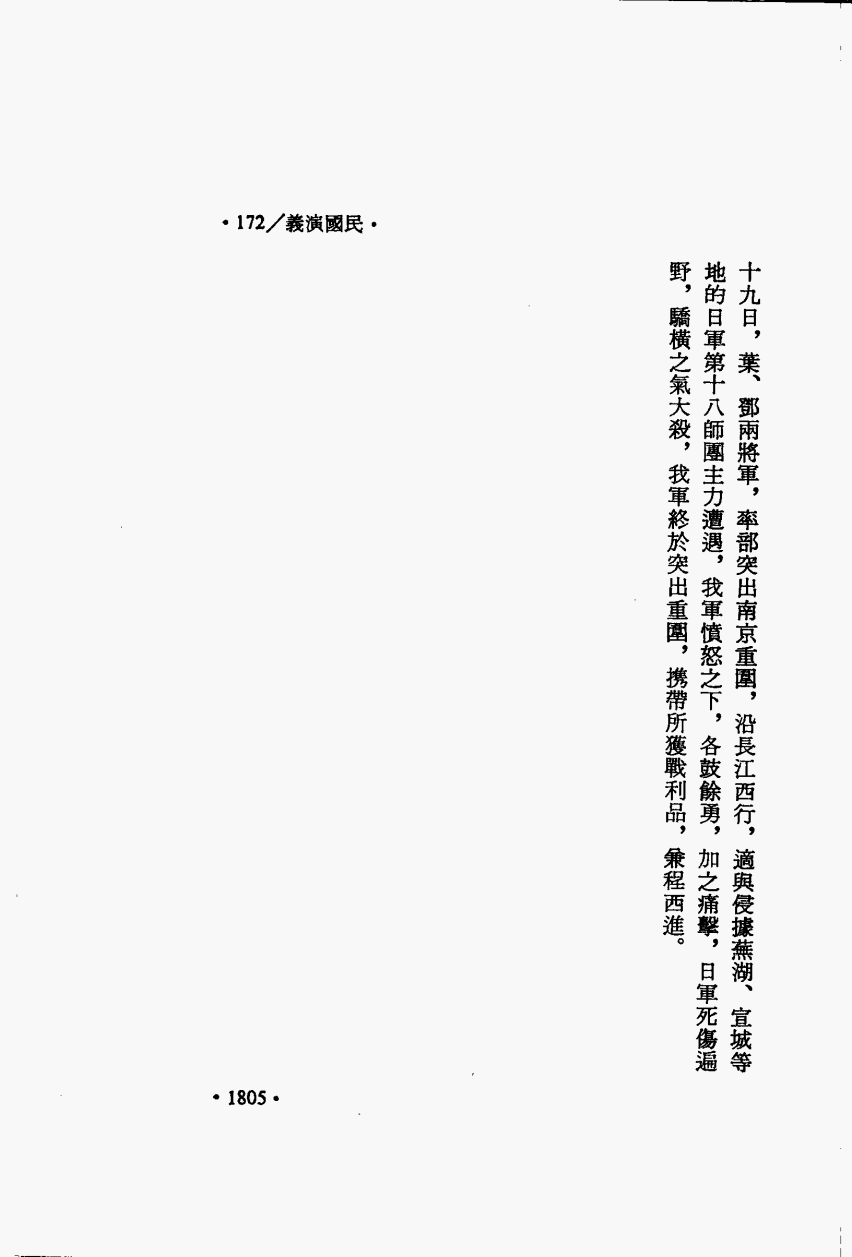 ·172／義演國民·
十九日，葉、鄧兩將軍，率部突出南京重圍，沿長江西行，適與侵據蕪湖、宣城等
地的日軍第十八師團主力遭遇，我軍憤怒之下，各鼓餘勇，加之痛擊，日軍死傷遍
野，驕橫之氣大殺，我軍終於突出重圍，携帶所獲戰利品，兼程西進。
·1805·